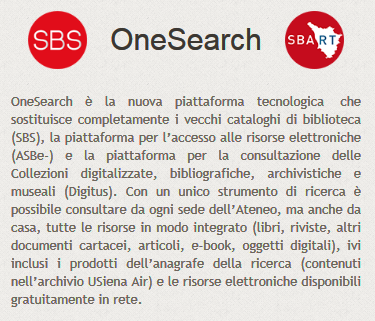 SBS OneSearch SBART
OneSearch è la nuova piattaforma tecnologica che
sostituisce completamente i vecchi cataloghi di biblioteca
(SBS), la piattaforma per l’accesso alle risorse elettroniche
(ASBe-) e la piattaforma per la consultazione delle
Collezioni digitalizzate, bibliografiche, archivistiche e
museali (Digitus). Con un unico strumento di ricerca è
possibile consultare da ogni sede dell’Ateneo, ma anche da
casa, tutte le risorse in modo integrato (libri, riviste, altri
documenti cartacei, articoli, e-book, oggetti digitali), ivi
inclusi i prodotti dell’anagrafe della ricerca (contenuti
nell’archivio USiena Air) e le risorse elettroniche disponibili
gratuitamente in rete.